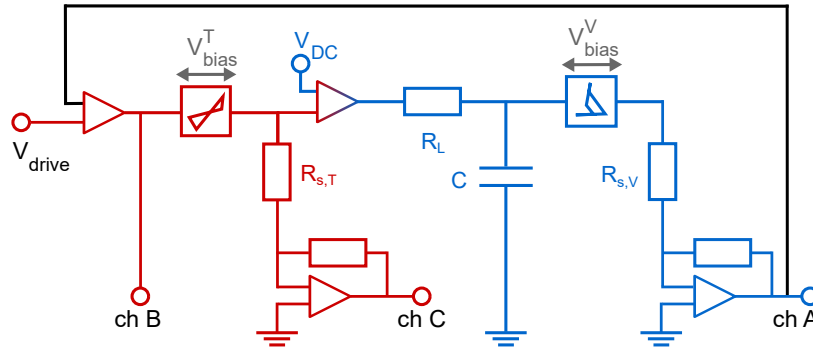 V^T_bias
V_DC
V^V_bias
V_drive
R_L
R_s,T
C
R_s,V
ch B
ch C
ch A